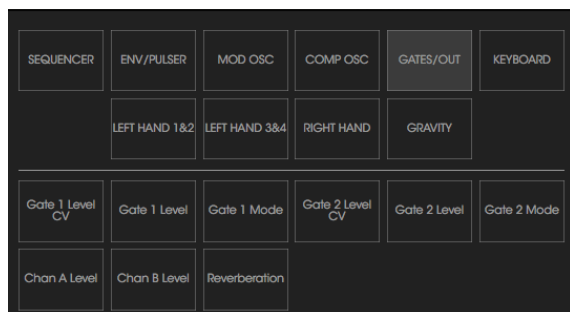 SEQUENCER ENV/PULSER MOD OSC COMP OSC GATES/OUT KEYBOARD
LEFT HAND 1&2 LEFT HAND 3&4 RIGHT HAND GRAVITY
Gate 1 Level CV Gate 1 Level Gate 1 Mode Gate 2 Level CV Gate 2 Level Gate 2 Mode
Chan A Level Chan B Level Reverberation